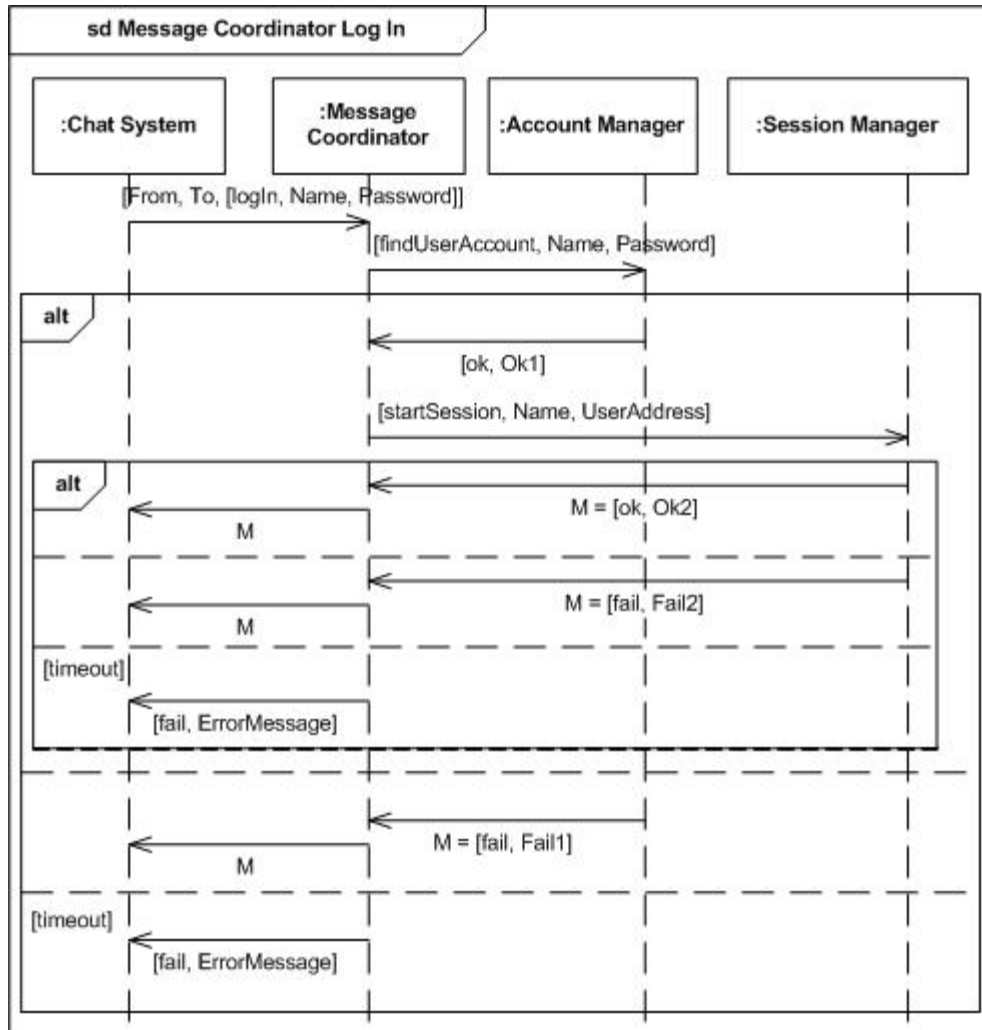 sd Message Coordinator Log In
:Chat System
:Message
Coordinator
:Account Manager
:Session Manager
[From, To, [logIn, Name, Password]]
[findUserAccount, Name, Password]
alt
[ok, Ok1]
[startSession, Name, UserAddress]
alt
M = [ok, Ok2]
M
M = [fail, Fail2]
M
[timeout]
[fail, ErrorMessage]
M = [fail, Fail1]
M
[timeout]
[fail, ErrorMessage]